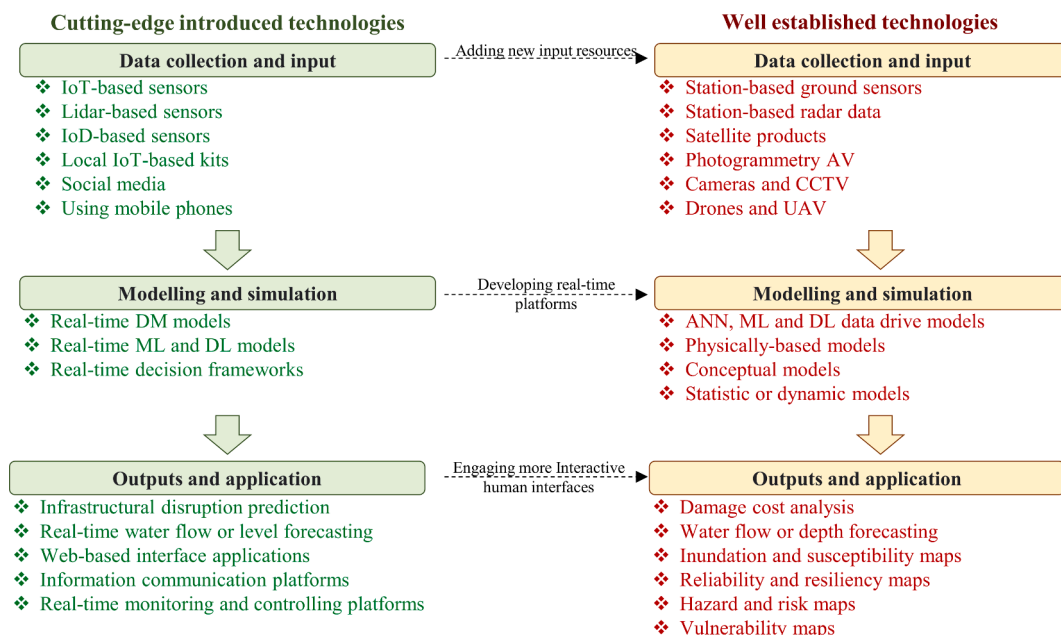 Cutting-edge introduced technologies
Well established technologies
Data collection and input
Adding new input resources
Data collection and input
❖ IoT-based sensors
❖ Lidar-based sensors
❖ IoD-based sensors
❖ Local IoT-based kits
❖ Social media
❖ Using mobile phones
❖ Station-based ground sensors
❖ Station-based radar data
❖ Satellite products
❖ Photogrammetry AV
❖ Cameras and CCTV
❖ Drones and UAV
Modelling and simulation
Developing real-time
platforms
Modelling and simulation
❖ Real-time DM models
❖ Real-time ML and DL models
❖ Real-time decision frameworks
❖ ANN, ML and DL data drive models
❖ Physically-based models
❖ Conceptual models
❖ Statistic or dynamic models
Outputs and application
Engaging more Interactive
human interfaces
Outputs and application
❖ Infrastructural disruption prediction
❖ Real-time water flow or level forecasting
❖ Web-based interface applications
❖ Information communication platforms
❖ Real-time monitoring and controlling platforms
❖ Damage cost analysis
❖ Water flow or depth forecasting
❖ Inundation and susceptibility maps
❖ Reliability and resiliency maps
❖ Hazard and risk maps
❖ Vulnerability maps